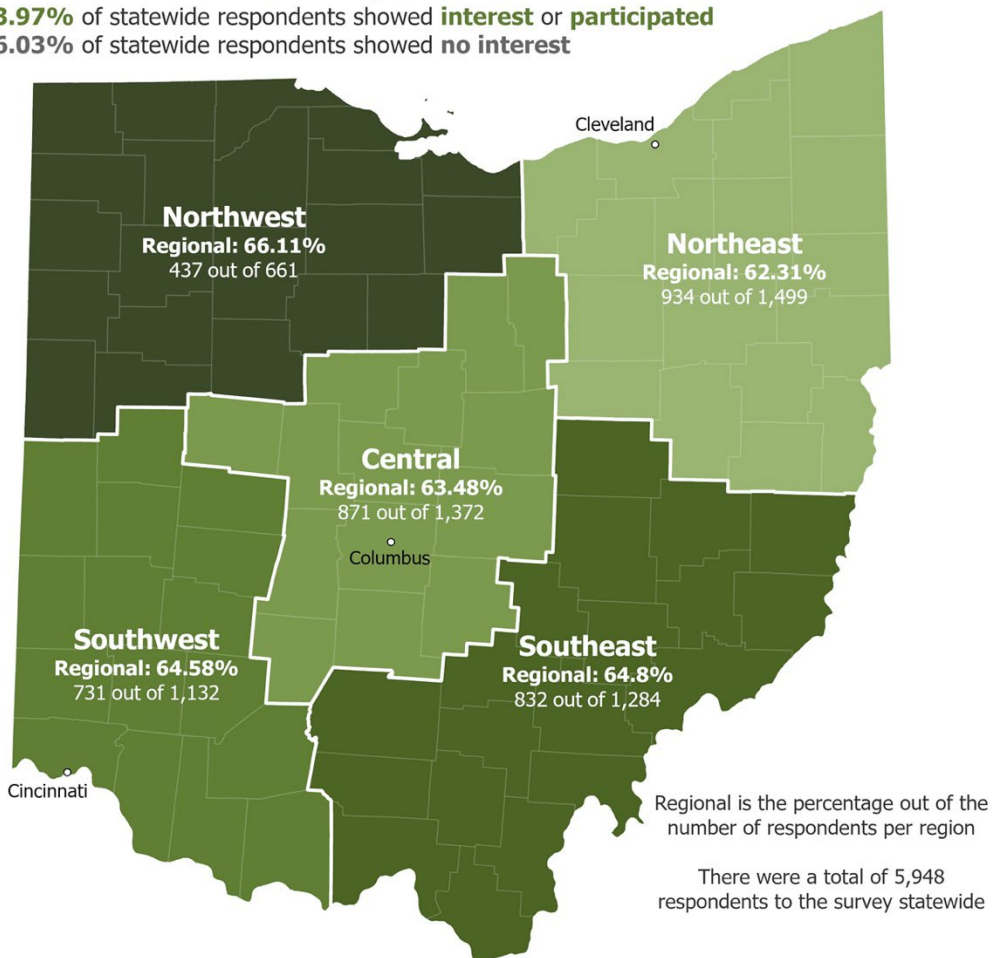 3.97% of statewide respondents showed interest or participated
6.03% of statewide respondents showed no interest
Cleveland
Northwest
Regional: 66.11%
437 out of 661
Northeast
Regional: 62.31%
934 out of 1,499
Central
Regional: 63.48%
871 out of 1,372
Columbus
Southwest
Regional: 64.58%
731 out of 1,132
Southeast
Regional: 64.8%
832 out of 1,284
Cincinnati
Regional is the percentage out of the
number of respondents per region
There were a total of 5,948
respondents to the survey statewide